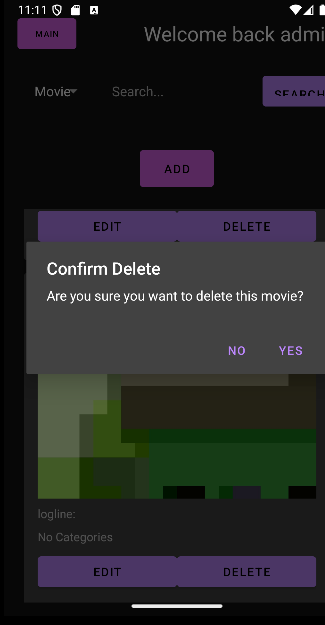 11:11
MAIN
Welcome back admi
Movie
Search...
SEARCH
ADD
EDIT
DELETE
Confirm Delete
Are you sure you want to delete this movie?
NO
YES
logline:
No Categories
EDIT
DELETE